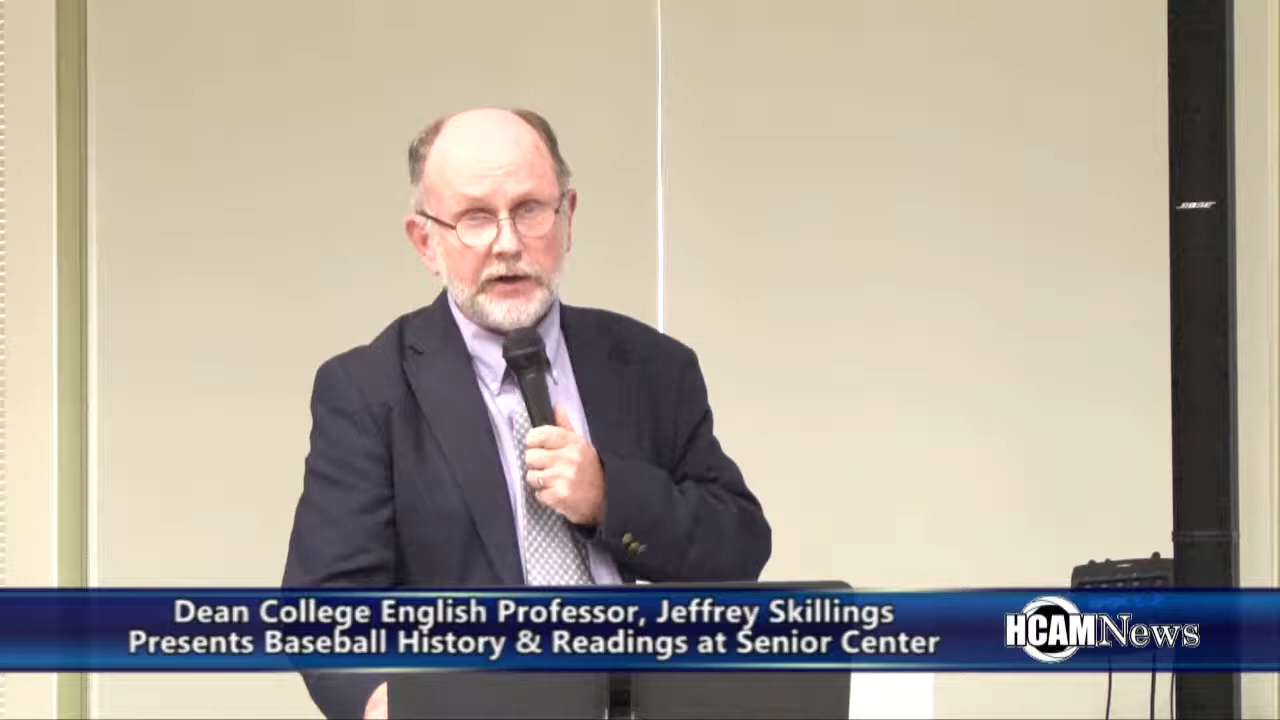 BOSE
Dean College English Professor, Jeffrey Skillings
Presents Baseball History & Readings at Senior Center
HCAMNews